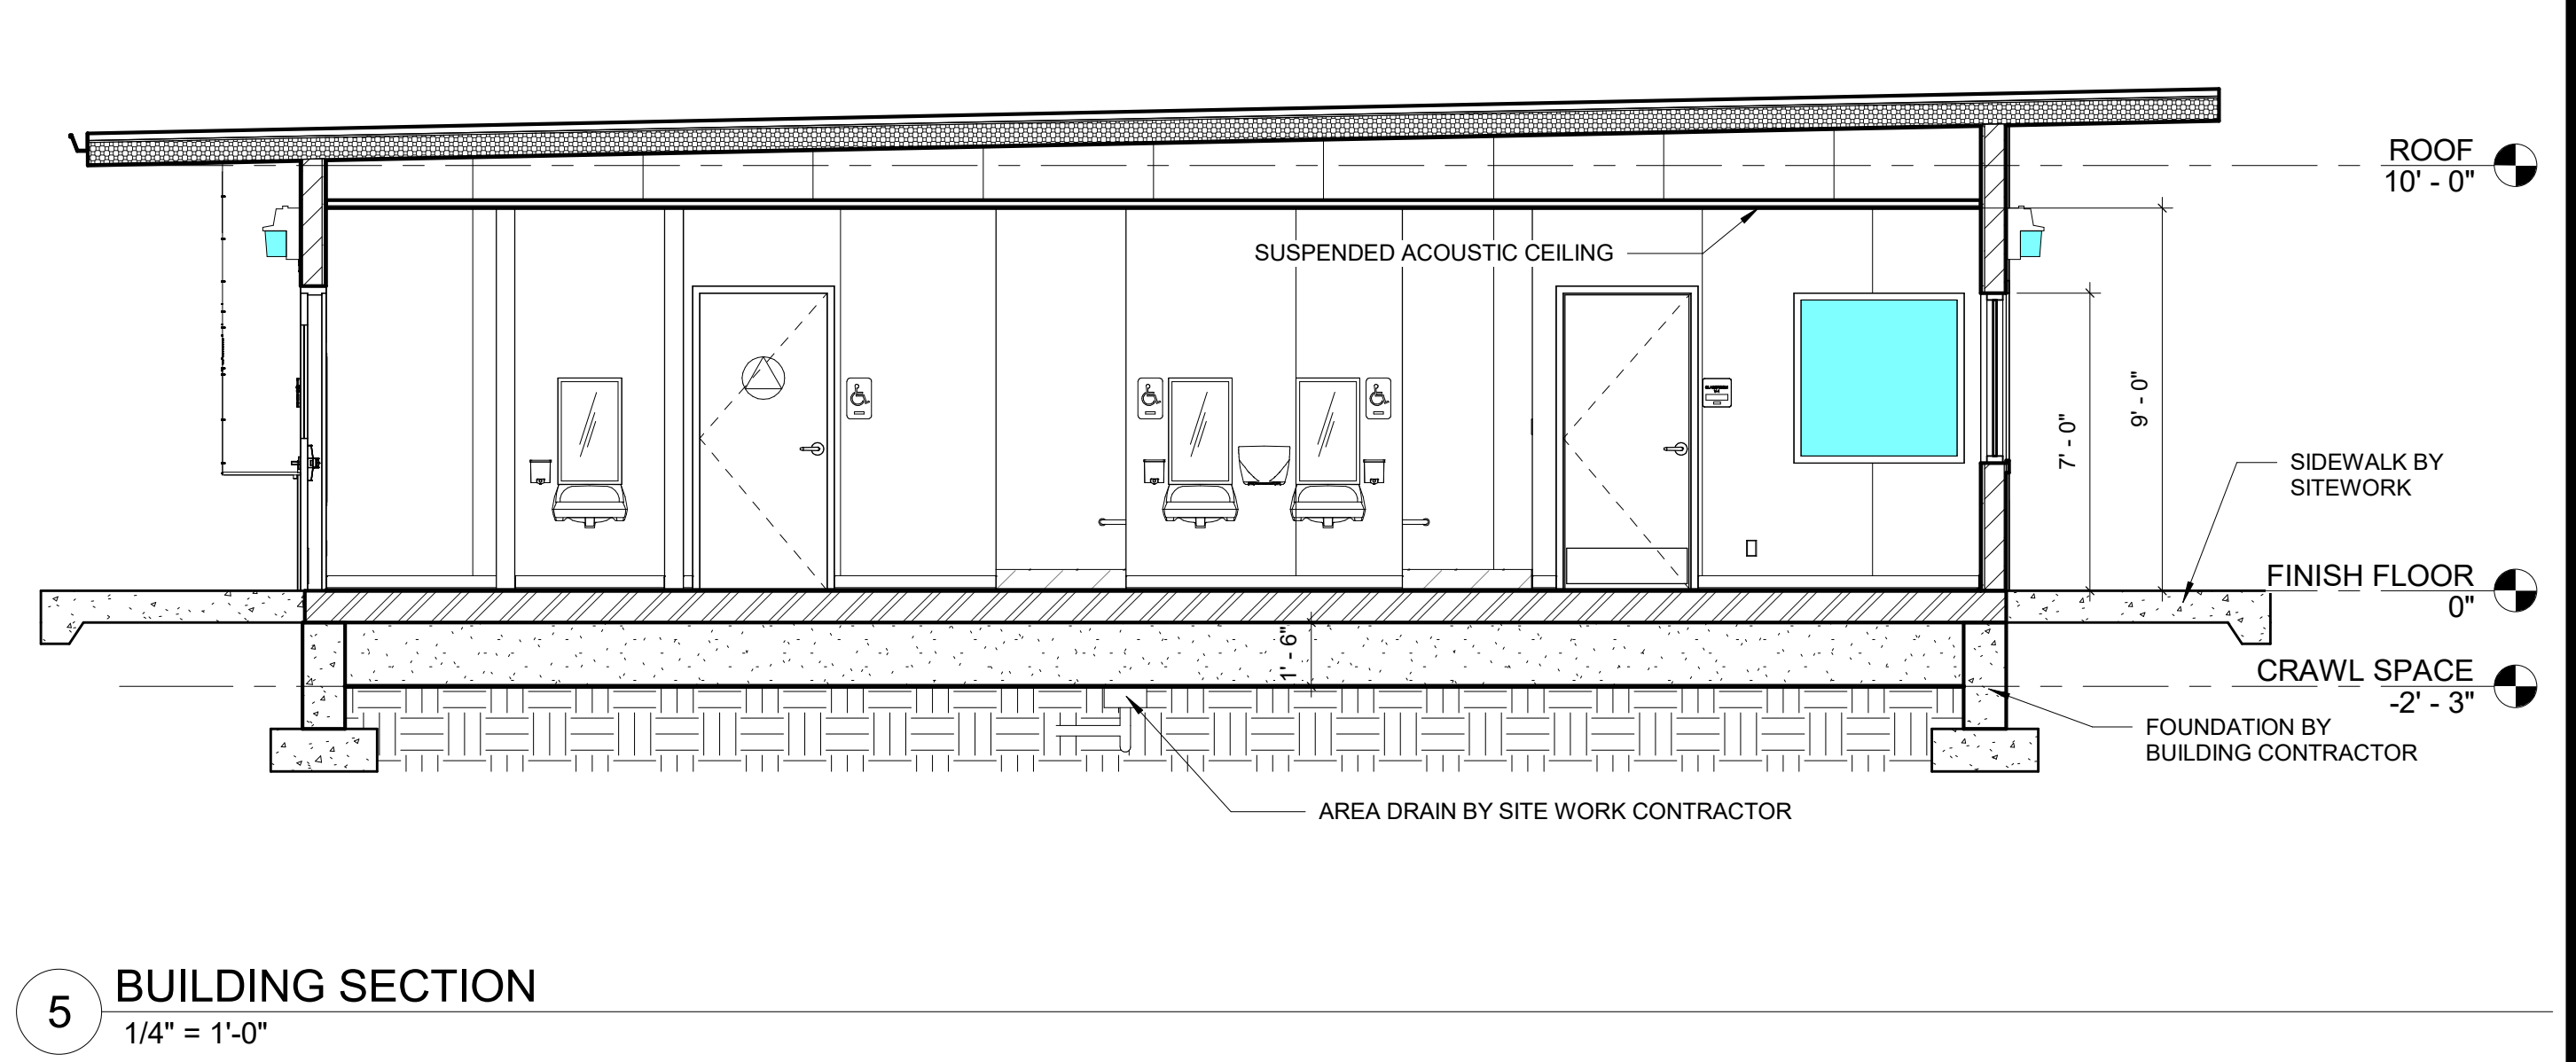 ROOF
10' - 0"
SUSPENDED ACOUSTIC CEILING
9' - 0"
7' - 0"
SIDEWALK BY
SITEWORK
FINISH FLOOR
0"
1' - 6"
CRAWL SPACE
-2' - 3"
FOUNDATION BY
BUILDING CONTRACTOR
AREA DRAIN BY SITE WORK CONTRACTOR
5
BUILDING SECTION
1/4" = 1'-0"